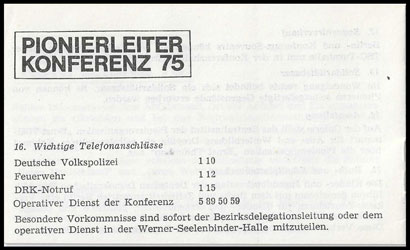 PIONIERLEITER
KONFERENZ 75
16. Wichtige Telefonanschlüsse
Deutsche Volkspolizei 1 10
Feuerwehr 1 12
DRK-Notruf 1 15
Operativer Dienst der Konferenz 5 89 50 59
Besondere Vorkommnisse sind sofort der Bezirksdelegationsleitung oder dem
operativen Dienst in der Werner-Seelenbinder-Halle mitzuteilen.